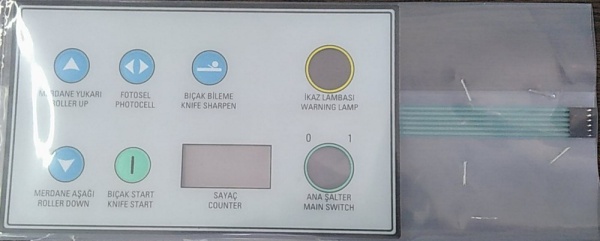 MERDANE YUKARI
ROLLER UP
FOTOSEL
PHOTOCELL
BIÇAK BİLEME
KNIFE SHARPEN
İKAZ LAMBASI
WARNING LAMP
0 1
MERDANE AŞAĞI
ROLLER DOWN
BIÇAK START
KNIFE START
SAYAÇ
COUNTER
ANA ŞALTER
MAIN SWITCH